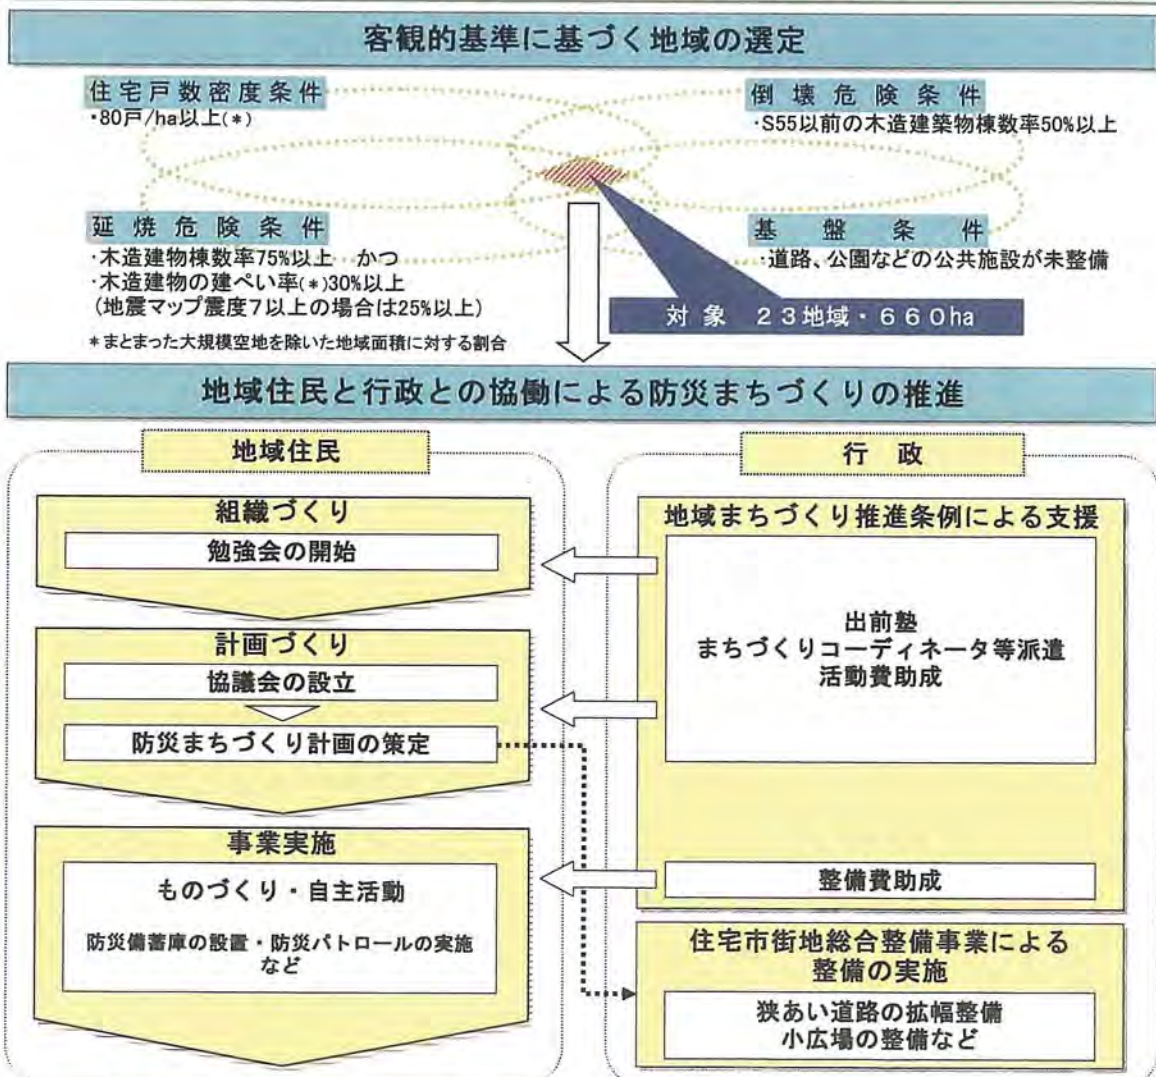 客観的基準に基づく地域の選定
住宅戸数密度条件
・80戸/ha以上(*)
倒壊危険条件
・S55以前の木造建築物棟数率50%以上
延焼危険条件
・木造建物棟数率75%以上　かつ
・木造建物の建ぺい率(*)30%以上
(地震マップ震度7以上の場合は25%以上)
*まとまった大規模空地を除いた地域面積に対する割合
基盤条件
・道路、公園などの公共施設が未整備
対象　23地域・660ha
地域住民と行政との協働による防災まちづくりの推進
地域住民
組織づくり
勉強会の開始
計画づくり
協議会の設立
防災まちづくり計画の策定
事業実施
ものづくり・自主活動
防災備蓄庫の設置・防災パトロールの実施
など
行　政
地域まちづくり推進条例による支援
出前塾
まちづくりコーディネータ等派遣
活動費助成
整備費助成
住宅市街地総合整備事業による
整備の実施
狭あい道路の拡幅整備
小広場の整備など